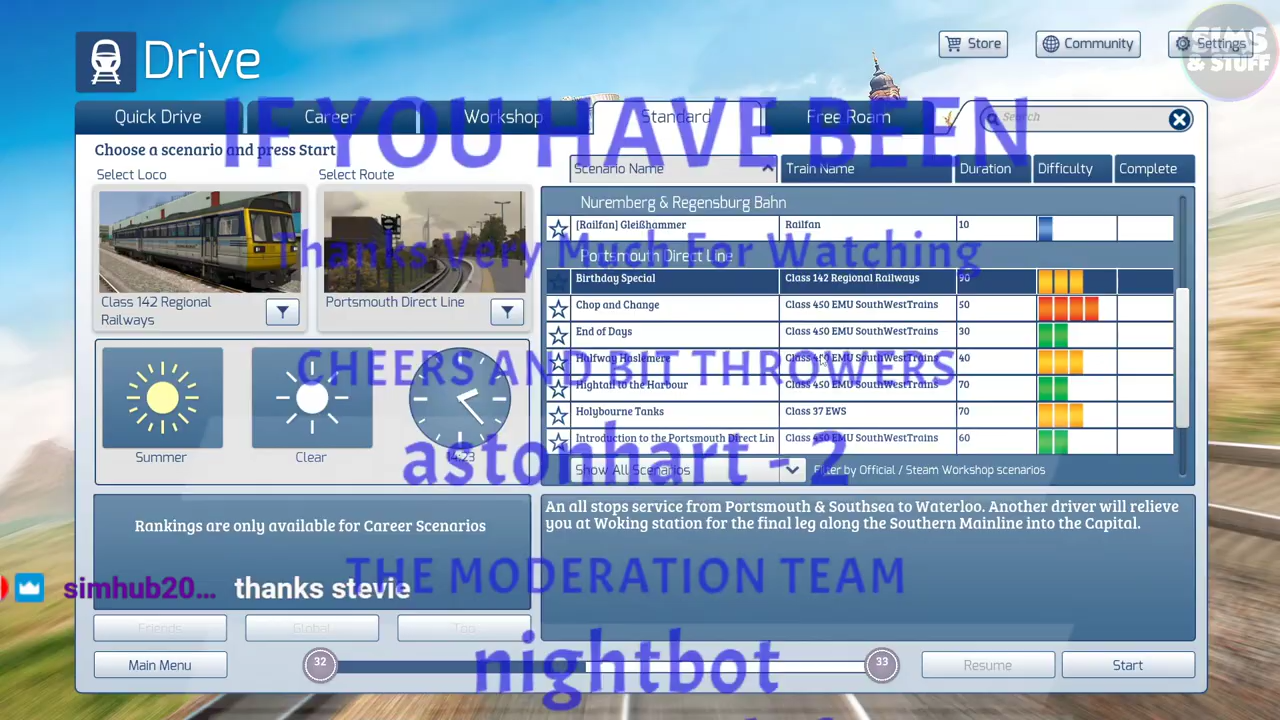 Drive
Store
Community
Settings
SIMS
& STUFF
Quick Drive
Career
Workshop
Standard
Free Roam
Search
IF YOU HAVE BEEN
Choose a scenario and press Start
Select Loco
Select Route
Class 142 Regional
Railways
Portsmouth Direct Line
Scenario Name
Train Name
Duration
Difficulty
Complete
Nuremberg & Regensburg Bahn
[Railfan] Gleißhammer
Railfan
10
Thanks Very Much For Watching
Portsmouth Direct Line
Birthday Special
Class 142 Regional Railways
90
Chop and Change
Class 450 EMU SouthWestTrains
50
End of Days
Class 450 EMU SouthWestTrains
30
Halfway Haslemere
Class 450 EMU SouthWestTrains
40
CHEERS AND BIT THROWERS
Hightail to the Harbour
Class 450 EMU SouthWestTrains
70
Holybourne Tanks
Class 37 EWS
70
Introduction to the Portsmouth Direct Lin
Class 450 EMU SouthWestTrains
60
astonhart - 2
Summer
Clear
14:23
Show All Scenarios
Filter by Official / Steam Workshop scenarios
Rankings are only available for Career Scenarios
An all stops service from Portsmouth & Southsea to Waterloo. Another driver will relieve
you at Woking station for the final leg along the Southern Mainline into the Capital.
THE MODERATION TEAM
simhub20... thanks stevie
Friends
Global
Top
nightbot
Main Menu
32
33
Resume
Start